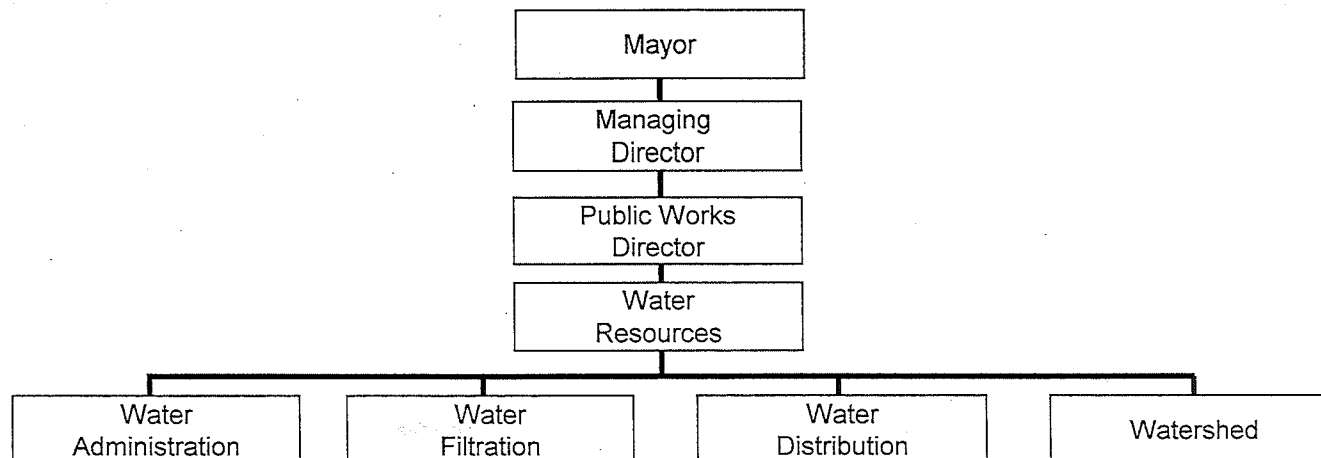 Mayor
Managing
Director
Public Works
Director
Water
Resources
Water
Administration
Water
Filtration
Water
Distribution
Watershed